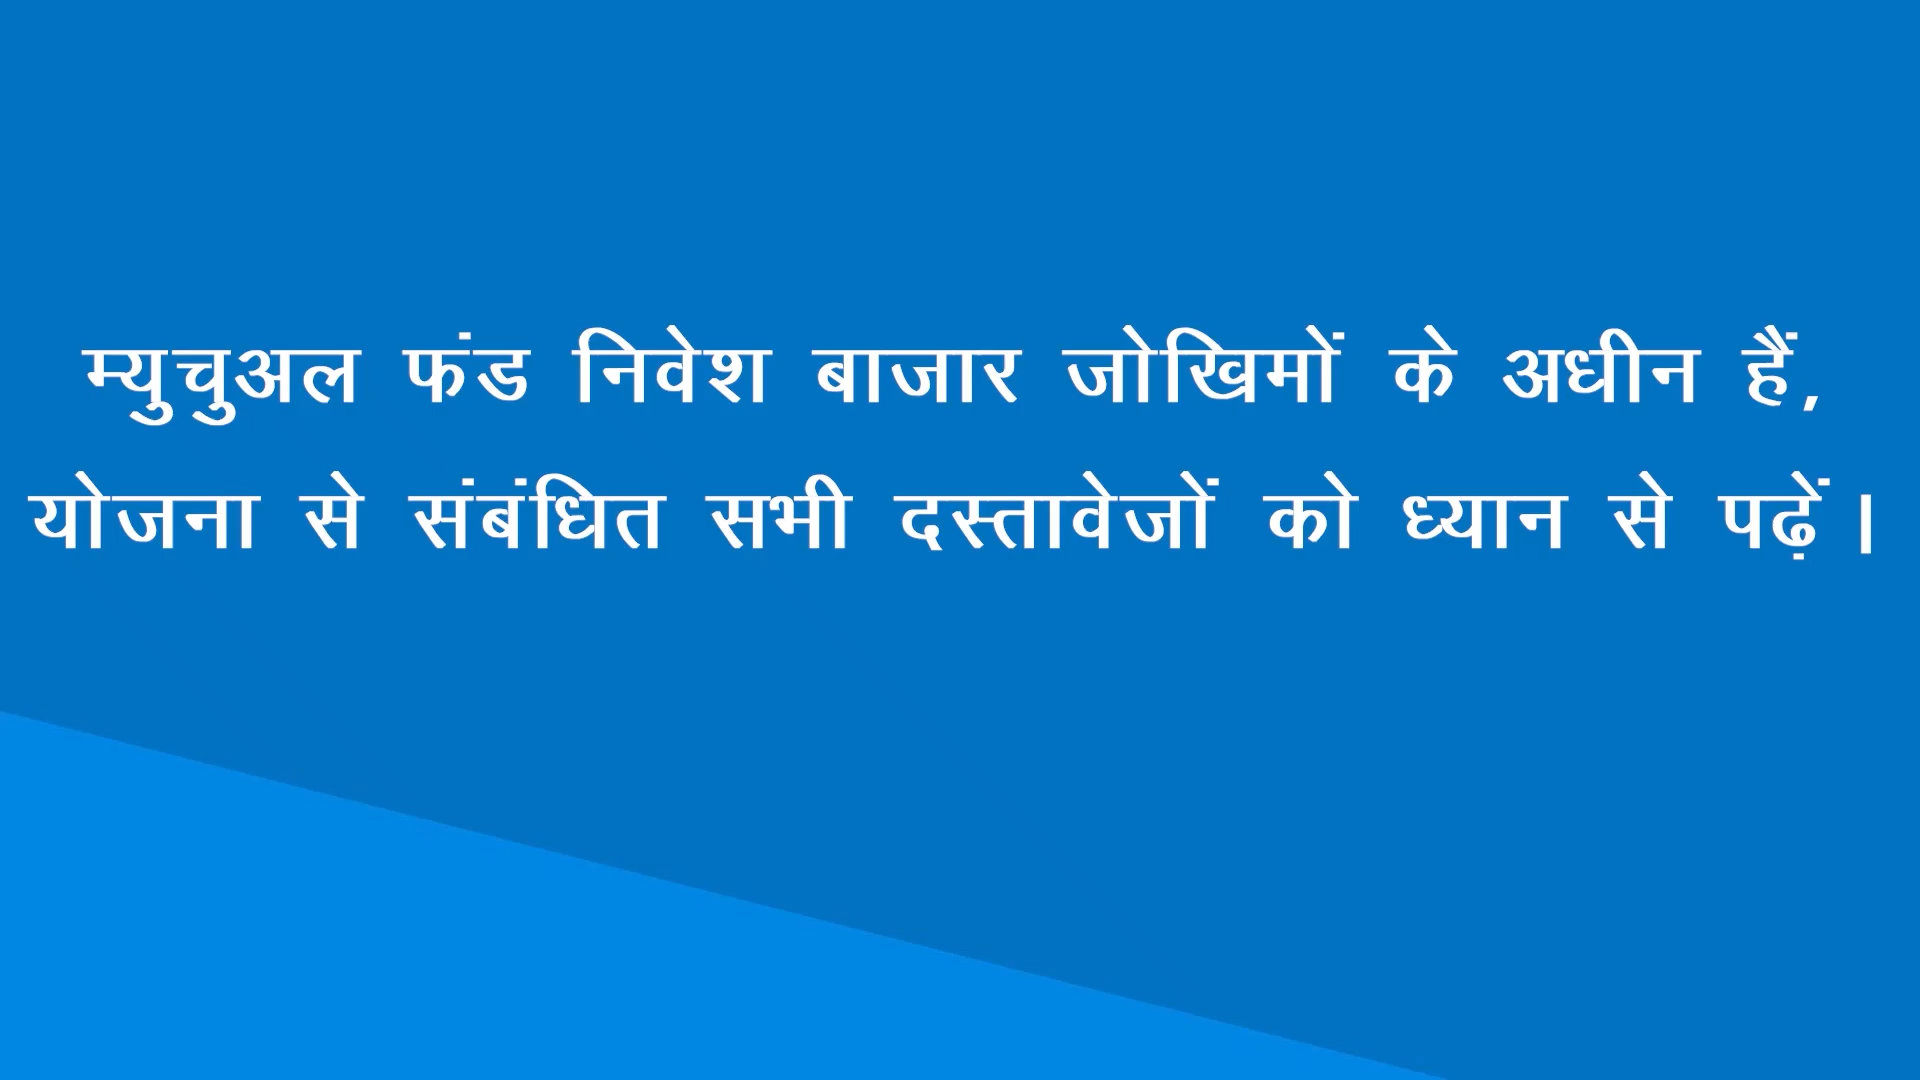 म्युचुअल फंड निवेश बाजार जोखिमों के अधीन हैं,
योजना से संबंधित सभी दस्तावेजों को ध्यान से पढ़ें।